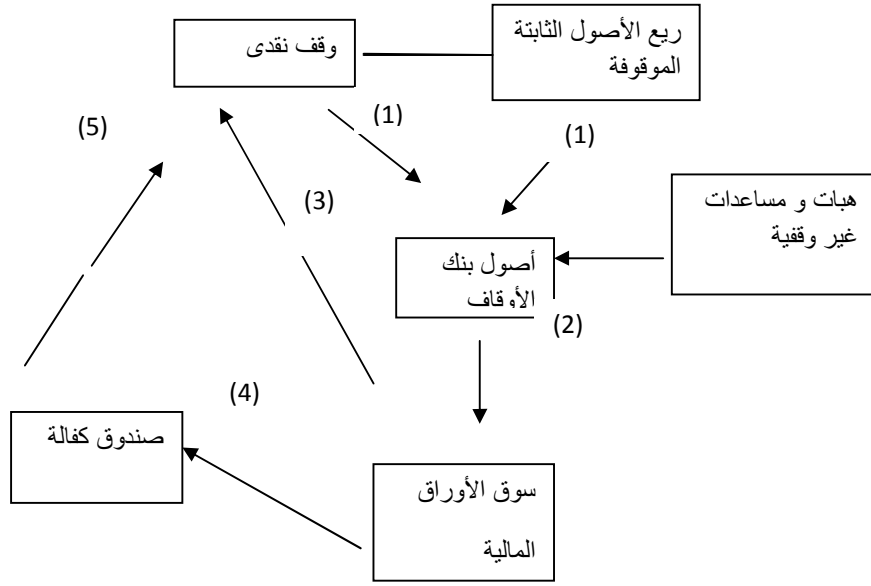 ريع الأصول الثابتة
الموقوفة
وقف نقدى
(1)
(5)
(1)
(3)
هبات و مساعدات
غير وقفية
أصول بنك
الأوقاف
(2)
(4)
صندوق كفالة
سوق الأوراق
المالية